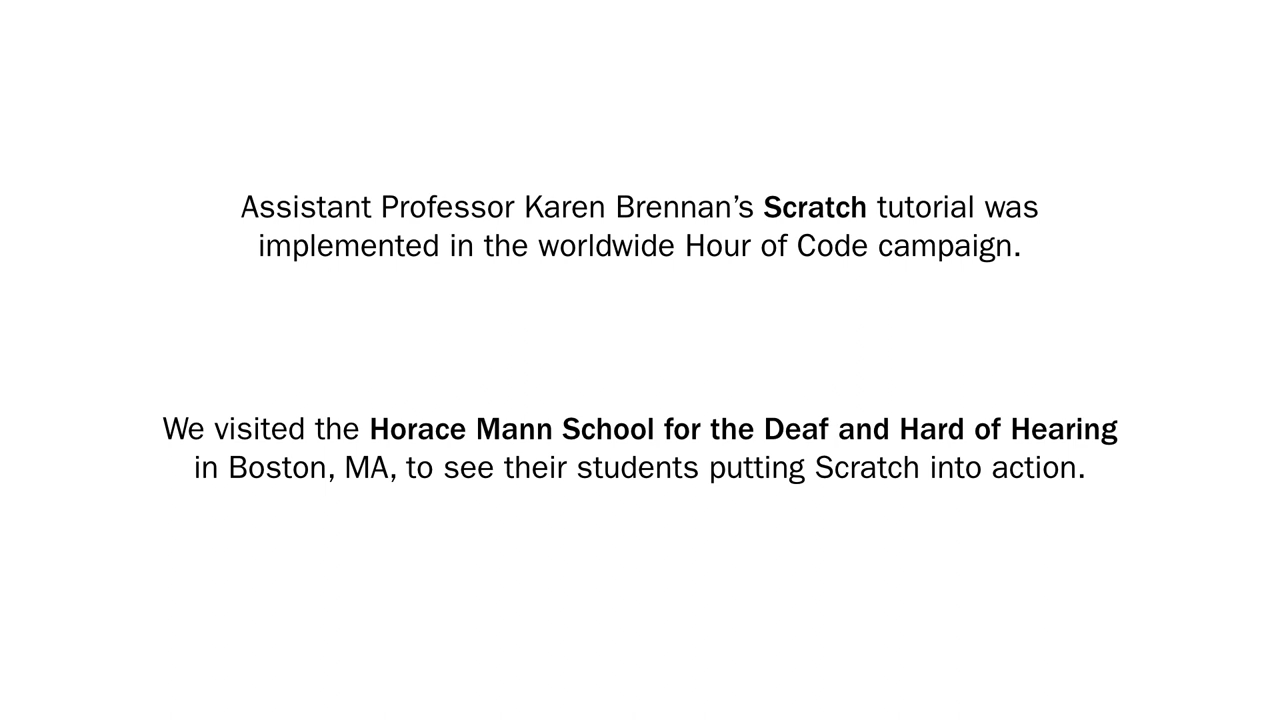 Assistant Professor Karen Brennan’s Scratch tutorial was
implemented in the worldwide Hour of Code campaign.
We visited the Horace Mann School for the Deaf and Hard of Hearing
in Boston, MA, to see their students putting Scratch into action.